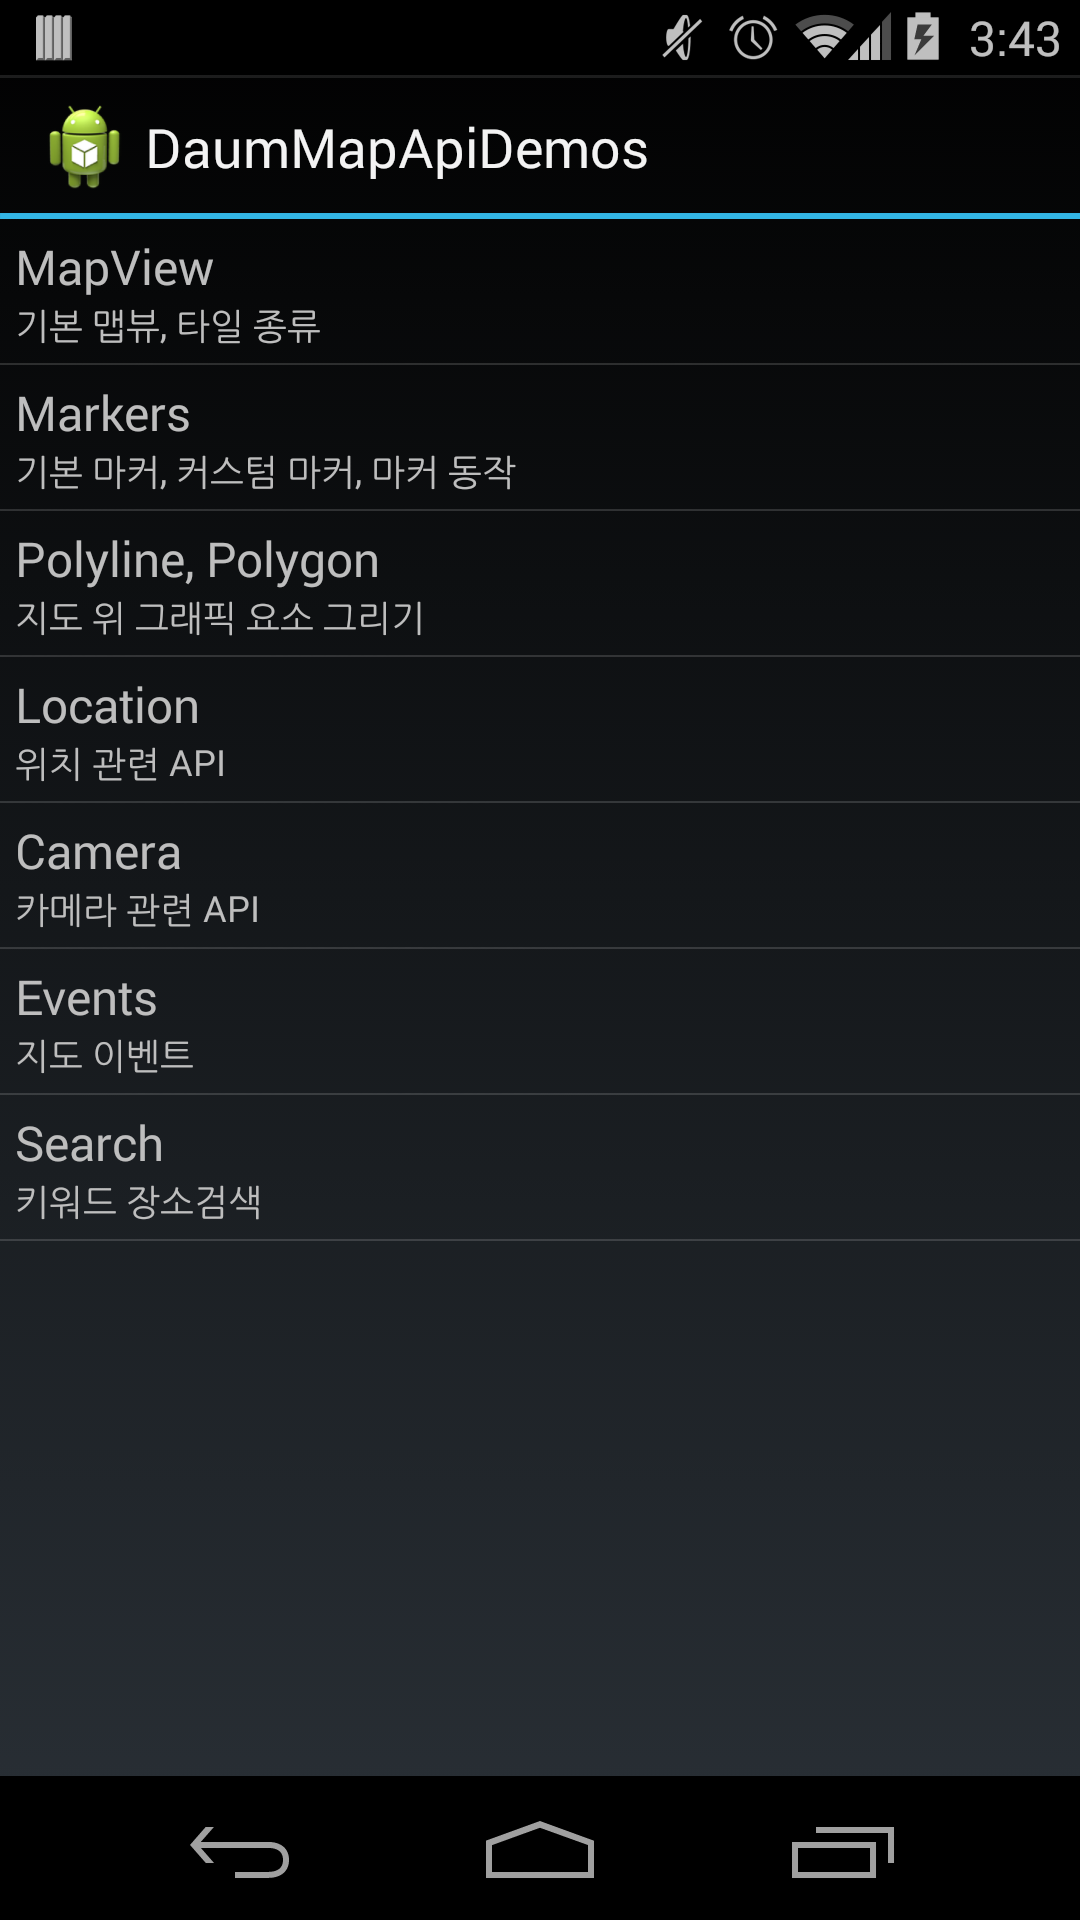 3:43
DaumMapApiDemos
MapView
기본 맵뷰, 타일 종류
Markers
기본 마커, 커스텀 마커, 마커 동작
Polyline, Polygon
지도 위 그래픽 요소 그리기
Location
위치 관련 API
Camera
카메라 관련 API
Events
지도 이벤트
Search
키워드 장소검색